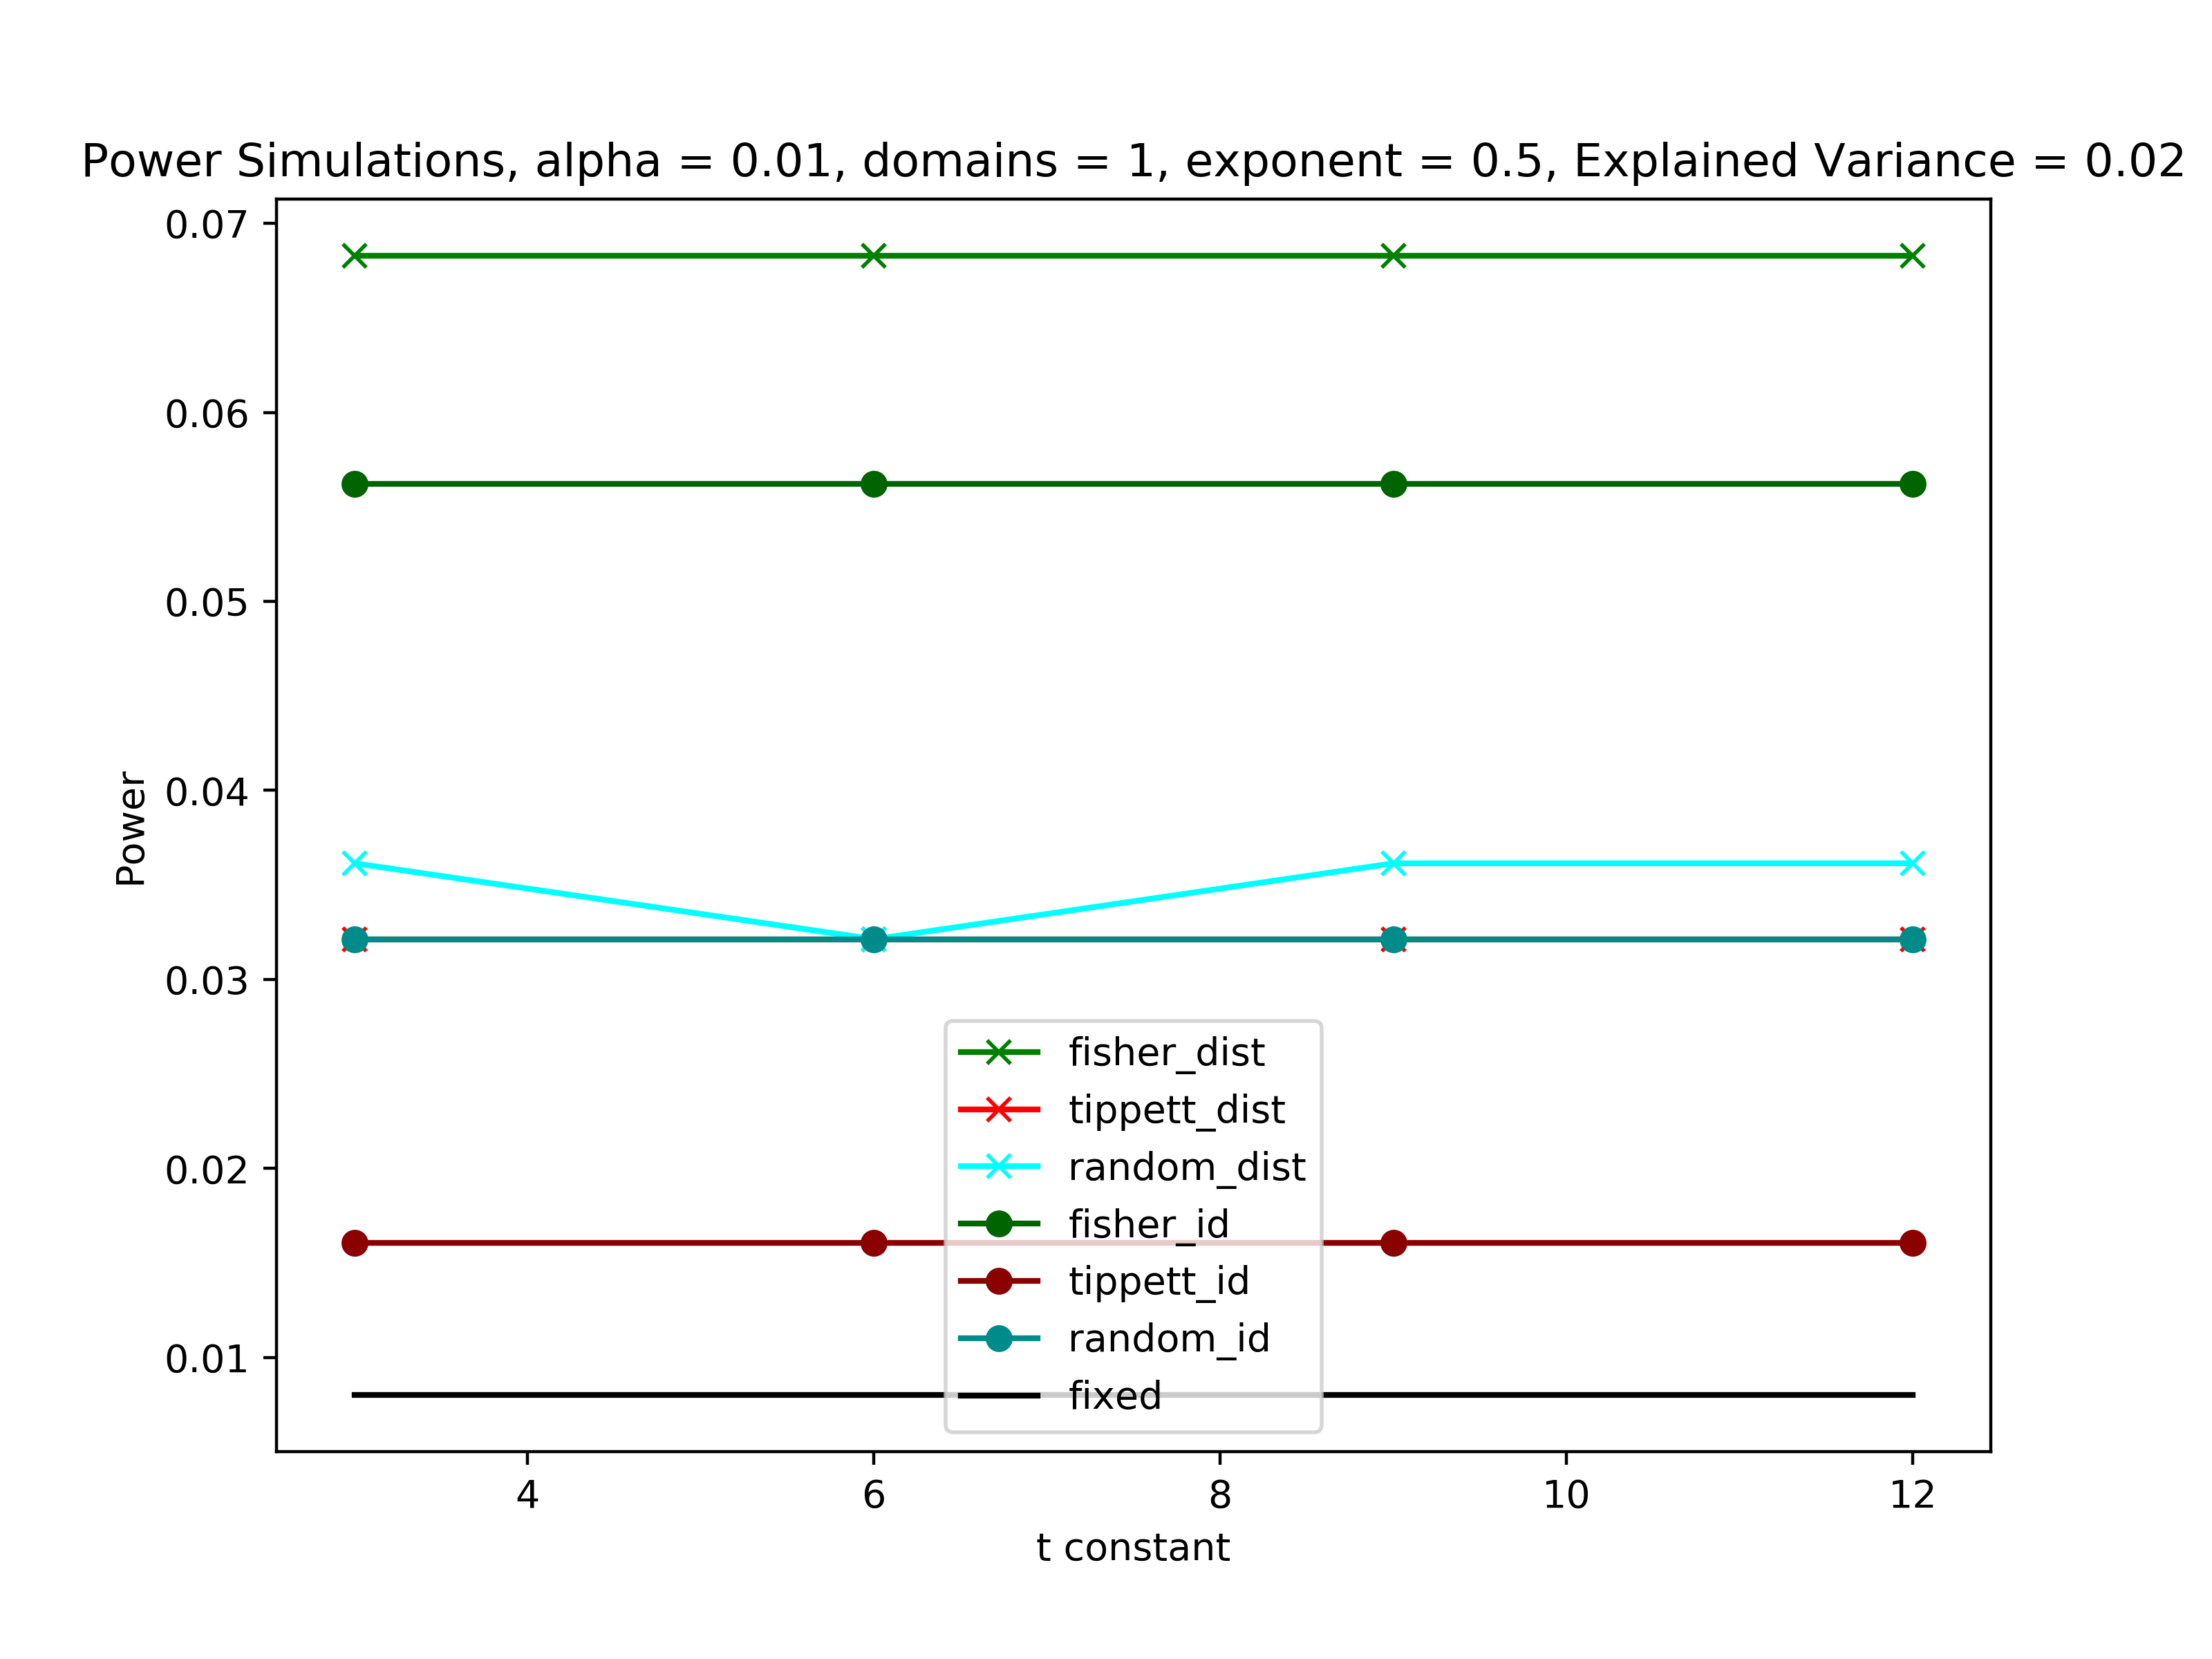 Power Simulations, alpha = 0.01, domains = 1, exponent = 0.5, Explained Variance = 0.02
0.07
0.06
0.05
0.04
0.03
0.02
0.01
Power
fisher_dist
tippett_dist
random_dist
fisher_id
tippett_id
random_id
fixed
4 6 8 10 12
t constant